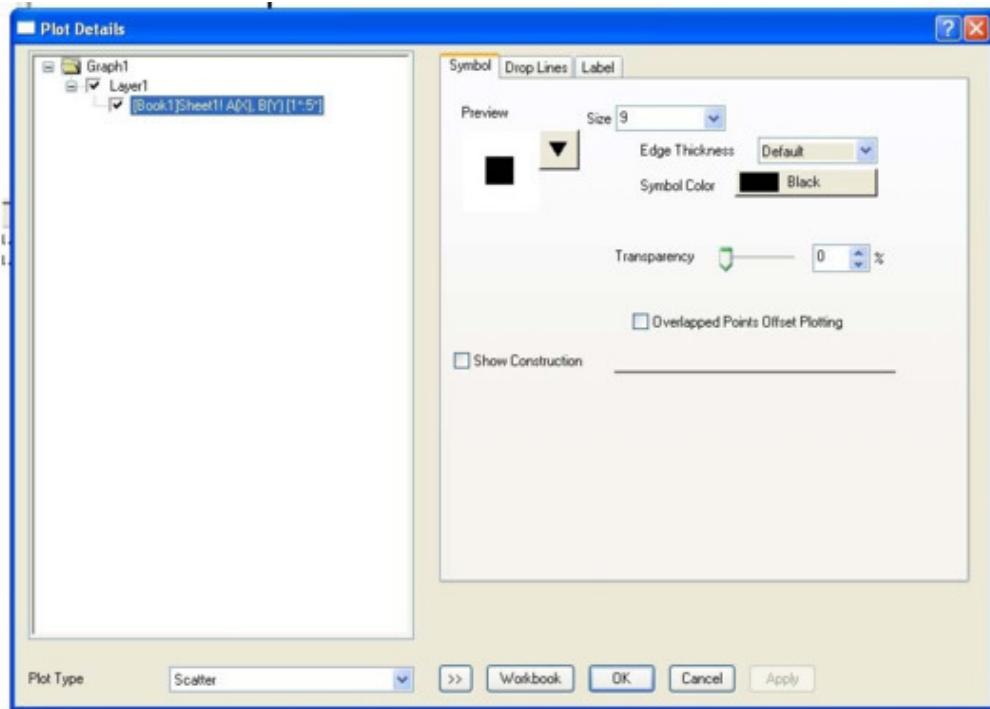 Plot Details
Graph1
Layer1
[Book1]Sheet1! A(X), B(Y) [1*:5*]
Symbol
Drop Lines
Label
Preview
Size 9
Edge Thickness Default
Symbol Color Black
Transparency 0 %
Overlapped Points Offset Plotting
Show Construction
Plot Type Scatter
>> Workbook OK Cancel Apply